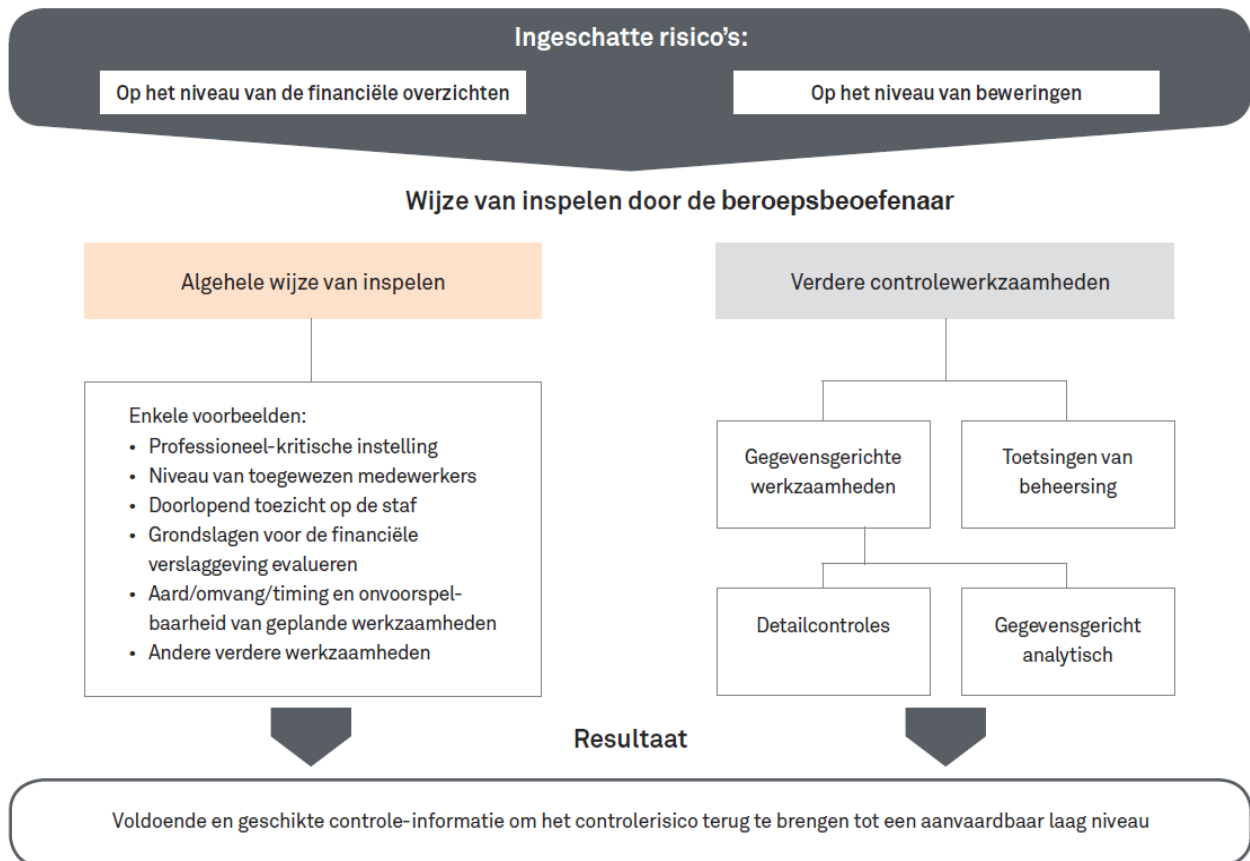 Ingeschatte risico's:
Op het niveau van de financiële overzichten
Op het niveau van beweringen
Wijze van inspelen door de beroepsbeoefenaar
Algehele wijze van inspelen
Enkele voorbeelden:
• Professioneel-kritische instelling
• Niveau van toegewezen medewerkers
• Doorlopend toezicht op de staf
• Grondslagen voor de financiële
verslaggeving evalueren
• Aard/omvang/timing en onvoorspel-
baarheid van geplande werkzaamheden
• Andere verdere werkzaamheden
Verdere controlewerkzaamheden
Gegevensgerichte
werkzaamheden
Toetsingen van
beheersing
Detailcontroles
Gegevensgericht
analytisch
Resultaat
Voldoende en geschikte controle-informatie om het controlerisico terug te brengen tot een aanvaardbaar laag niveau